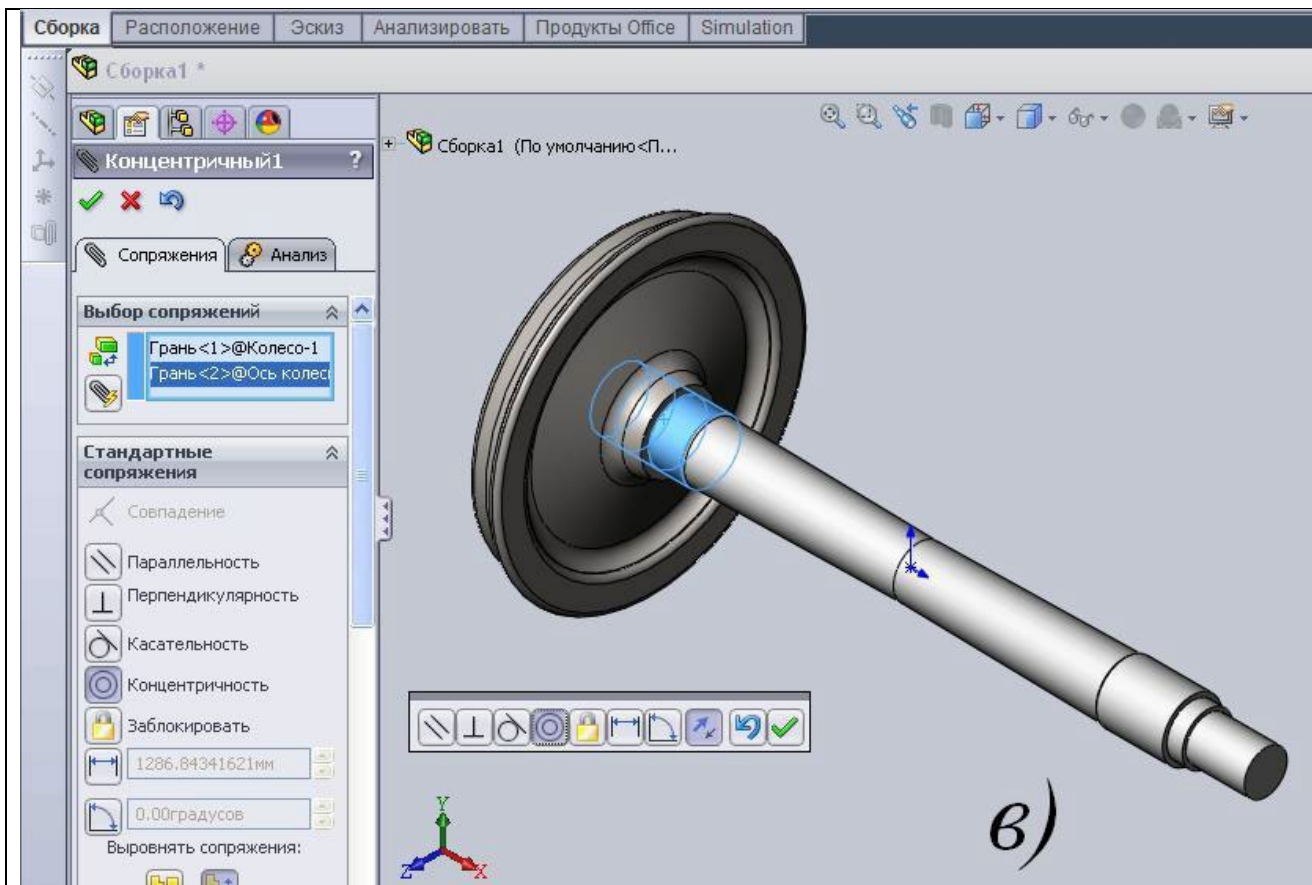 Сборка Расположение Эскиз Анализировать Продукты Office Simulation
Сборка1 *
Концентричный1 ?
Сборка1 (По умолчанию<П...
Сопряжения Анализ
Выбор сопряжений
Грань<1>@Колесо-1
Грань<2>@Ось колес
Стандартные
сопряжения
Совпадение
Параллельность
Перпендикулярность
Касательность
Концентричность
Заблокировать
1286.84341621мм
0.00градусов
Выровнять сопряжения:
Y
Z
X
в)